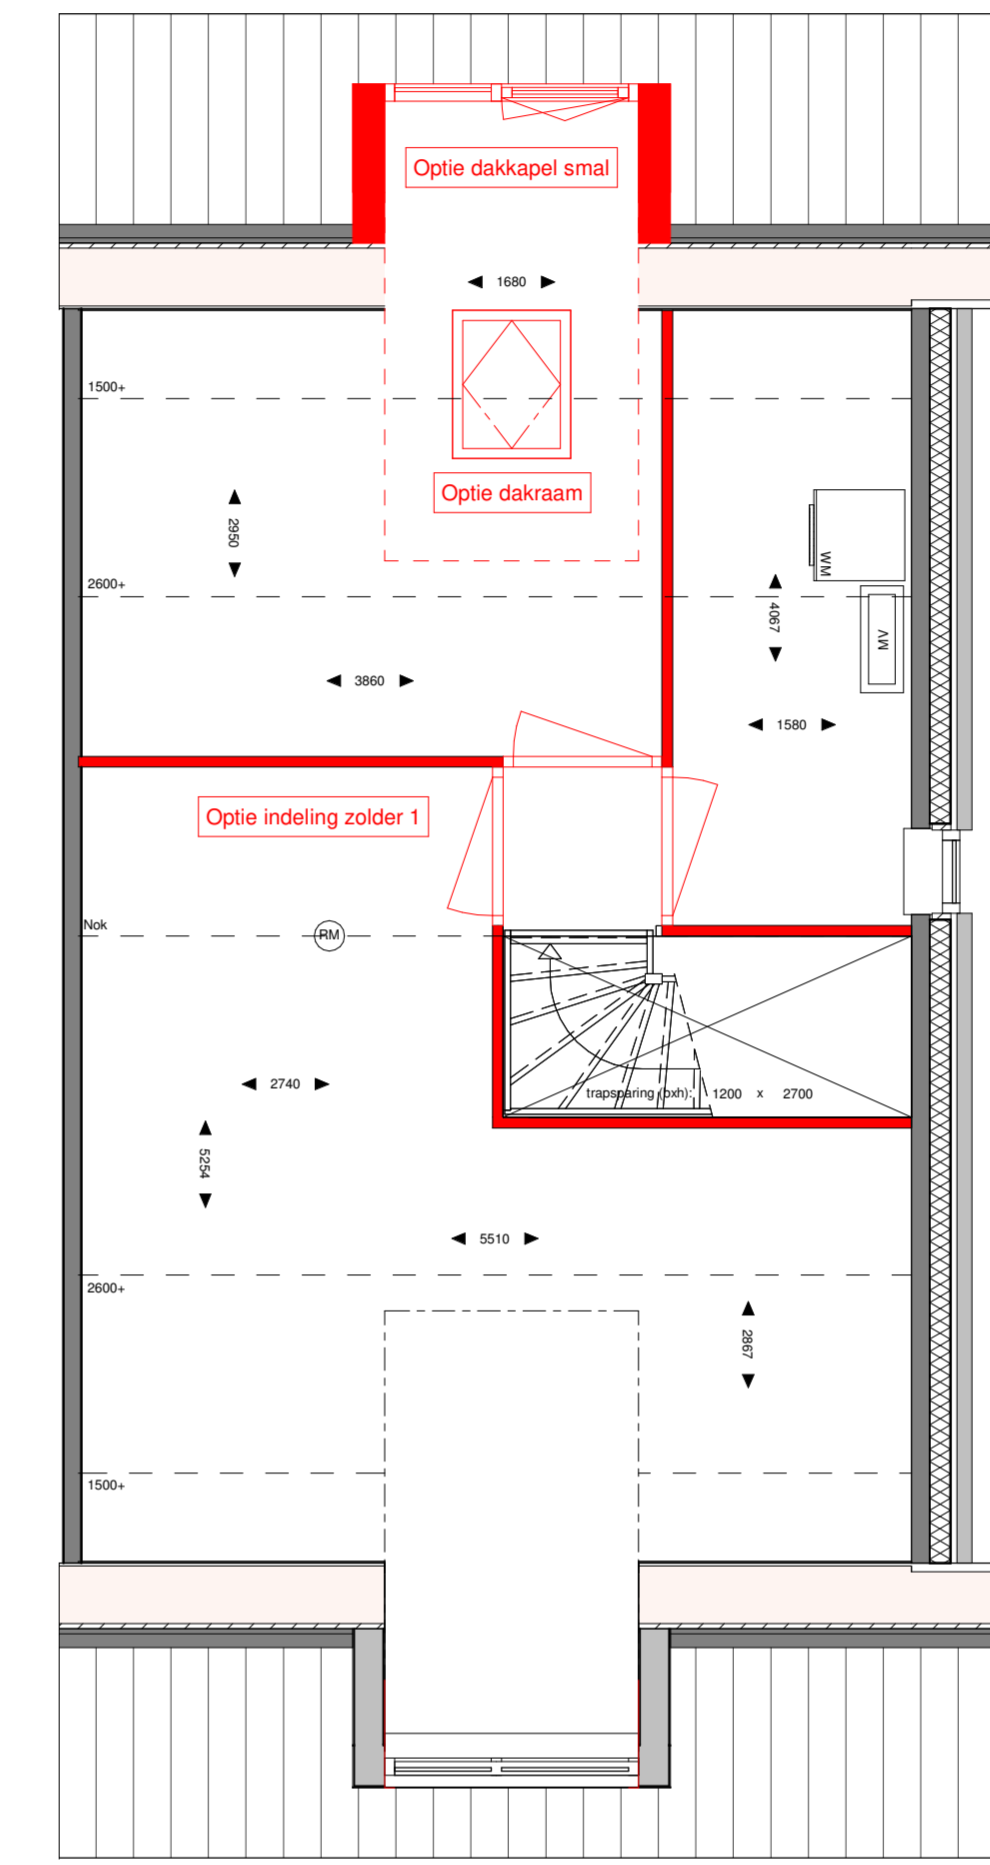 Optie dakkapel smal
1680
1500+
Optie dakraam
2950
WM
2600+
4067
WV
3860
1580
Optie indeling zolder 1
Nok
RM
2740
trapsparing (bxh): 1200 x 2700
5254
5510
2600+
2867
1500+